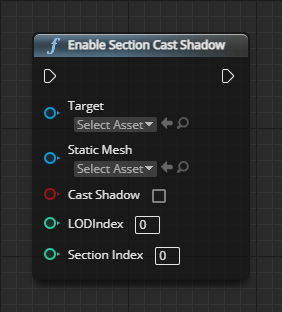 f Enable Section Cast Shadow
Target
Select Asset
Static Mesh
Select Asset
Cast Shadow
LODIndex 0
Section Index 0